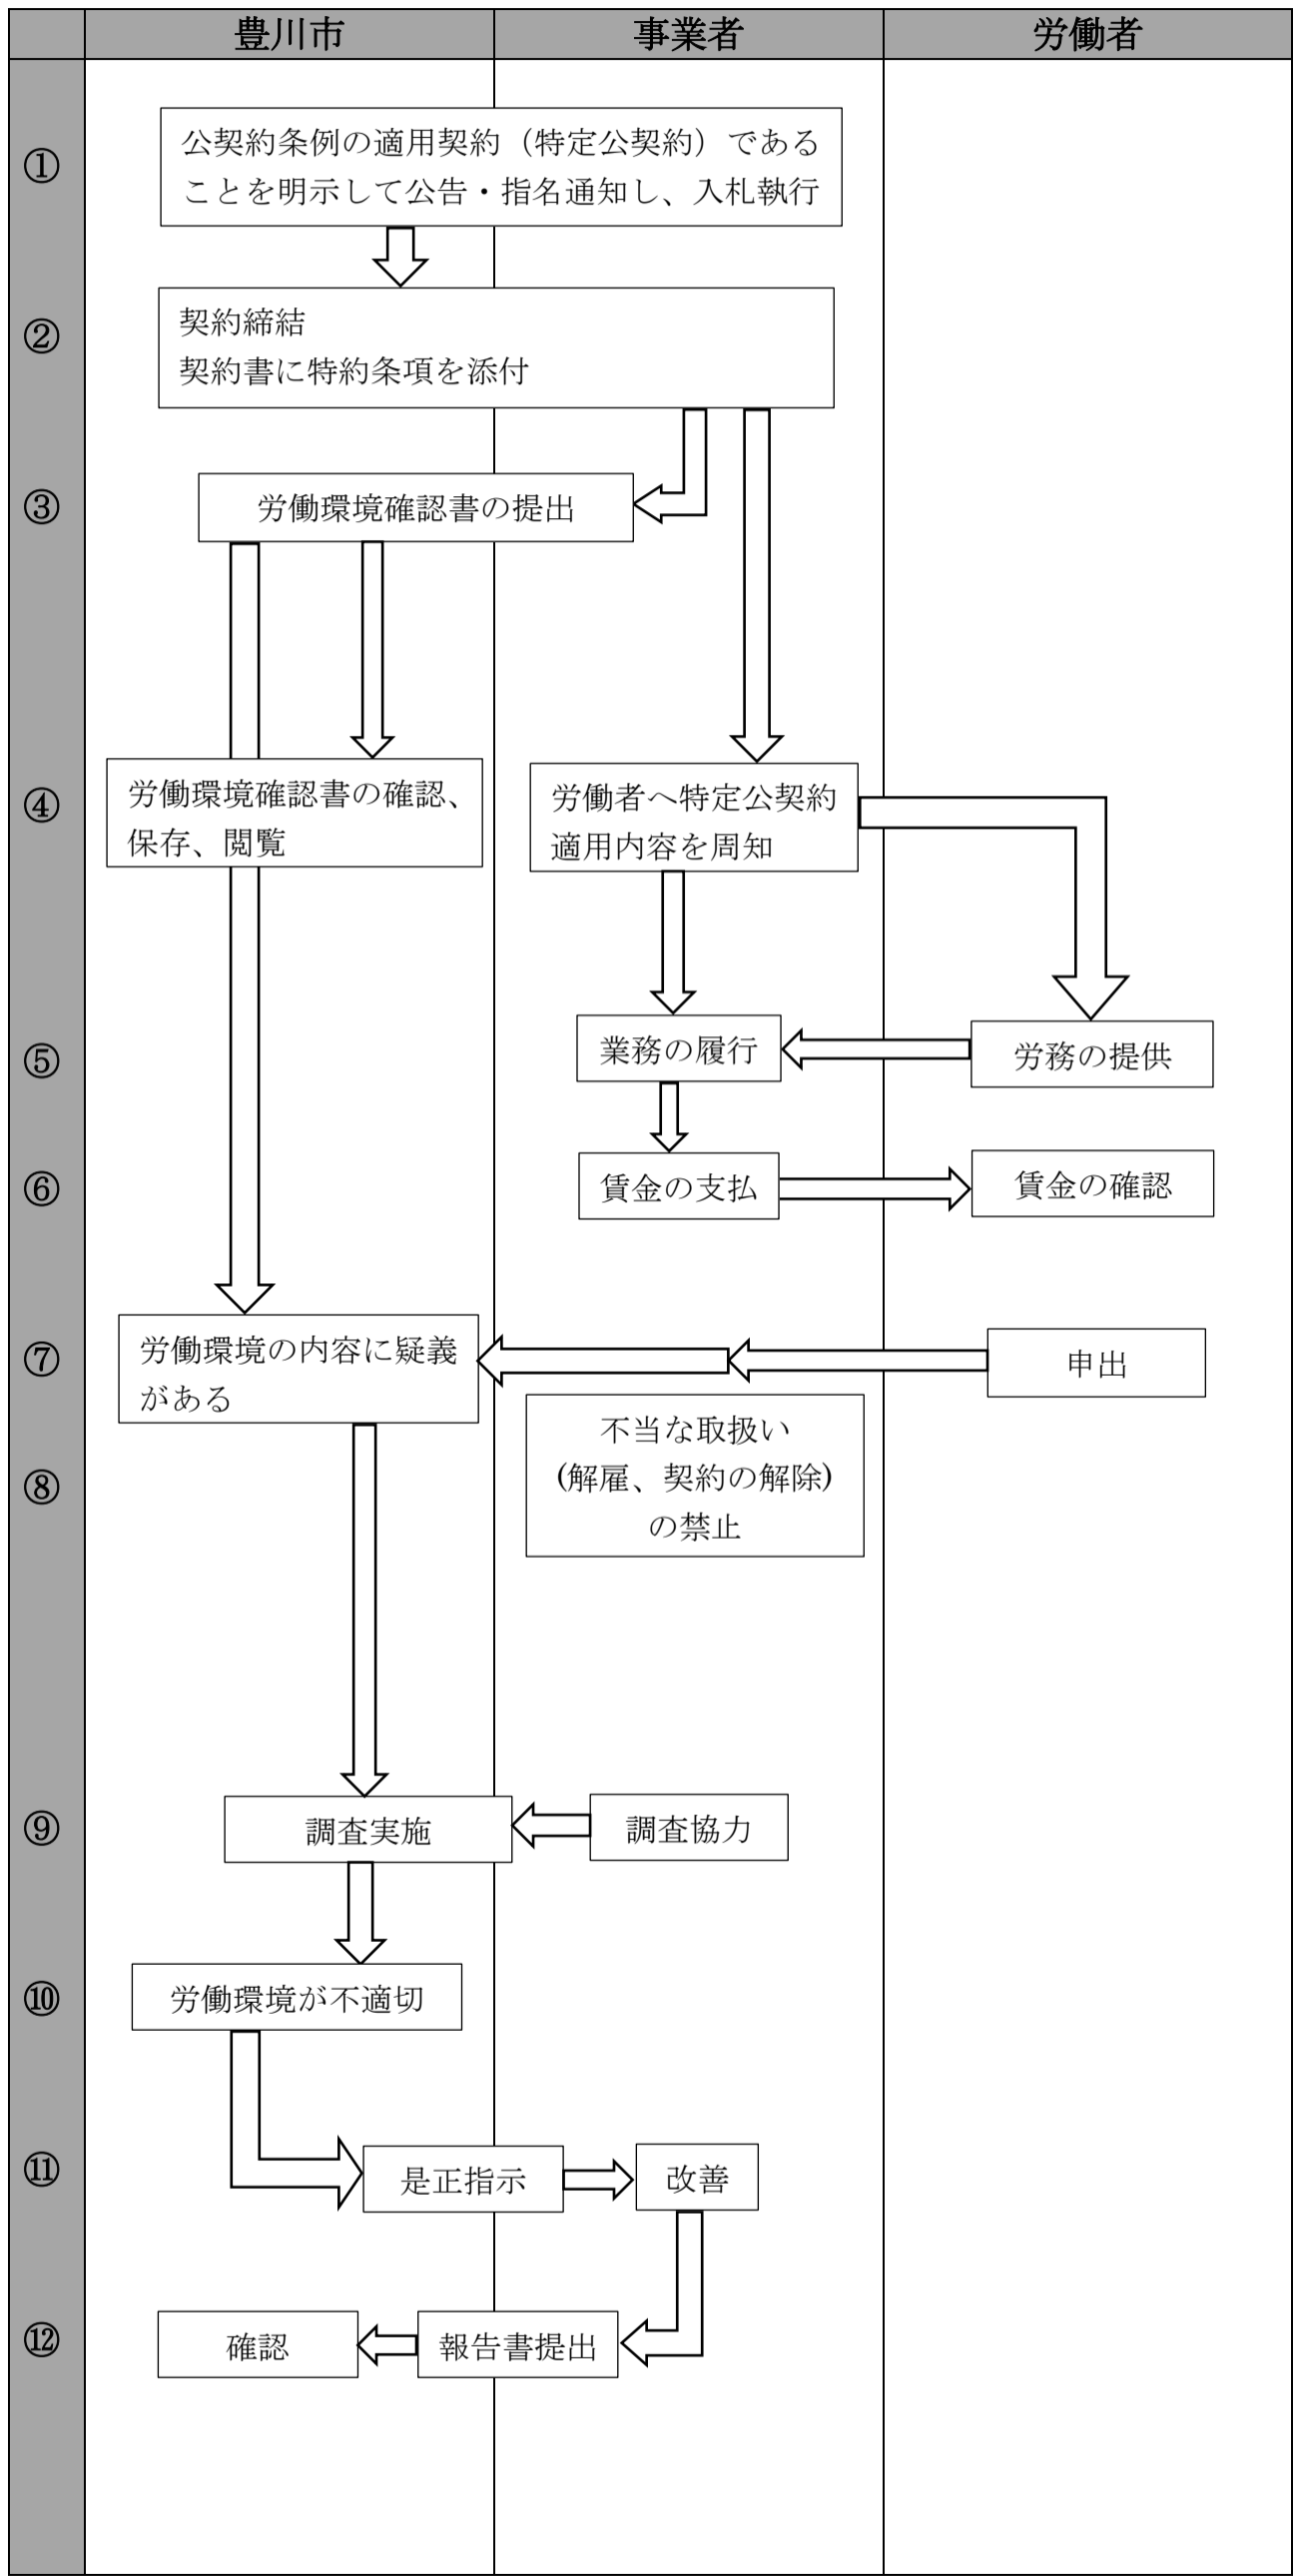 豊川市
事業者
労働者
①
公契約条例の適用契約（特定公契約）である
ことを明示して公告・指名通知し、入札執行
②
契約締結
契約書に特約条項を添付
③
労働環境確認書の提出
④
労働環境確認書の確認、
保存、閲覧
労働者へ特定公契約
適用内容を周知
⑤
業務の履行
労務の提供
⑥
賃金の支払
賃金の確認
⑦
労働環境の内容に疑義
がある
申出
⑧
不当な取扱い
(解雇、契約の解除)
の禁止
⑨
調査実施
調査協力
⑩
労働環境が不適切
⑪
是正指示
改善
⑫
確認
報告書提出